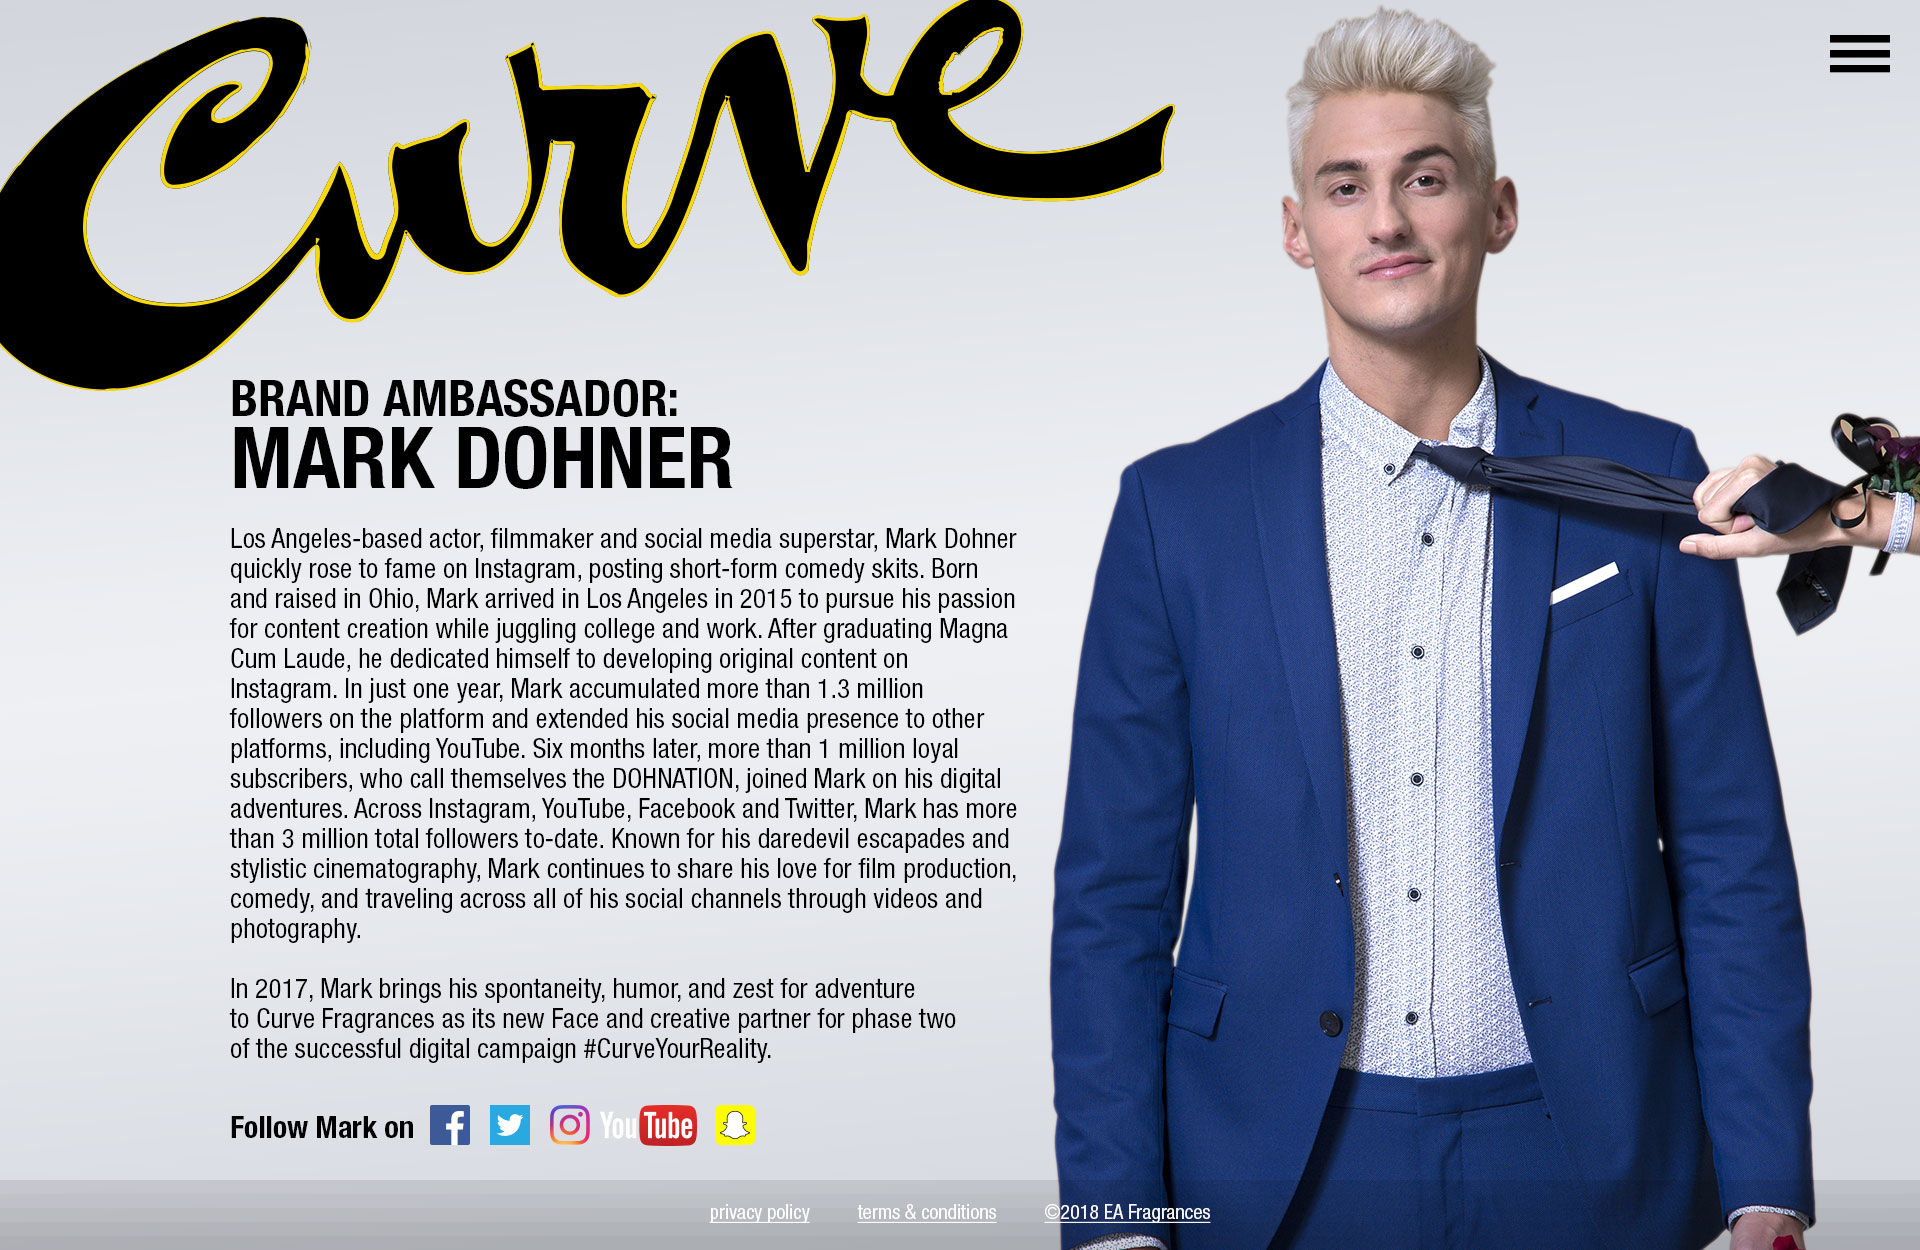 Curve
BRAND AMBASSADOR:
MARK DOHNER
Los Angeles-based actor, filmmaker and social media superstar, Mark Dohner
quickly rose to fame on Instagram, posting short-form comedy skits. Born
and raised in Ohio, Mark arrived in Los Angeles in 2015 to pursue his passion
for content creation while juggling college and work. After graduating Magna
Cum Laude, he dedicated himself to developing original content on
Instagram. In just one year, Mark accumulated more than 1.3 million
followers on the platform and extended his social media presence to other
platforms, including YouTube. Six months later, more than 1 million loyal
subscribers, who call themselves the DOHNATION, joined Mark on his digital
adventures. Across Instagram, YouTube, Facebook and Twitter, Mark has more
than 3 million total followers to-date. Known for his daredevil escapades and
stylistic cinematography, Mark continues to share his love for film production,
comedy, and traveling across all of his social channels through videos and
photography.
In 2017, Mark brings his spontaneity, humor, and zest for adventure
to Curve Fragrances as its new Face and creative partner for phase two
of the successful digital campaign #CurveYourReality.
Follow Mark on YouTube
privacy policy terms & conditions ©2018 EA Fragrances